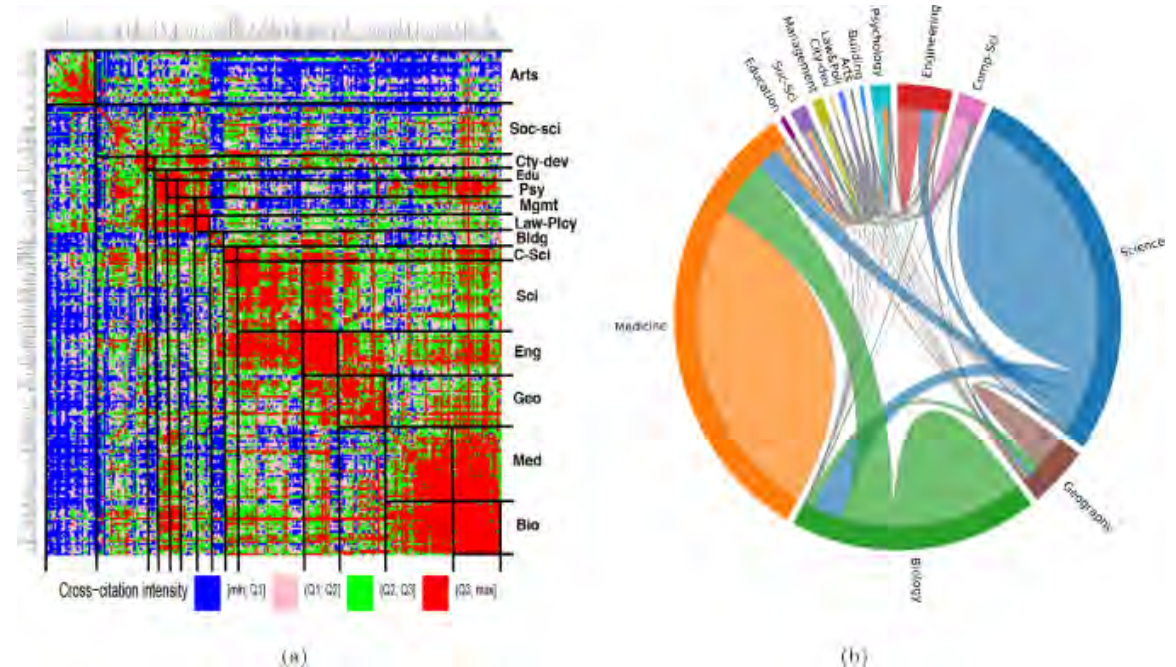 Arts
Soc-sci
Cty-dev
Edu
Psy
Mgmt
Law-Plcy
Bldg
C-Sci
Sci
Eng
Geo
Med
Bio
Cross-citation intensity [min; Q1] (Q1; Q2] (Q2, Q3] (Q3, max]
(a)
Education
Soc-Sci
Management
City-dev
Law&Pol
Arts
Building
Psychology
Engineering
Comp-Sci
Science
Geography
Biology
Medicine
(b)